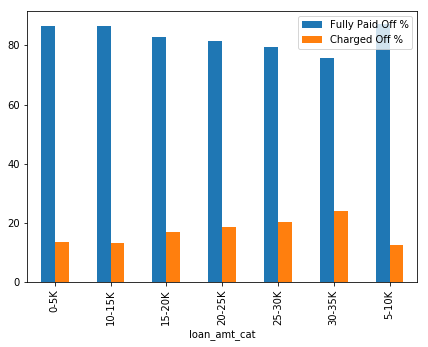 Fully Paid Off %
Charged Off %
80
60
40
20
0
0-5K
10-15K
15-20K
20-25K
25-30K
30-35K
5-10K
loan_amt_cat